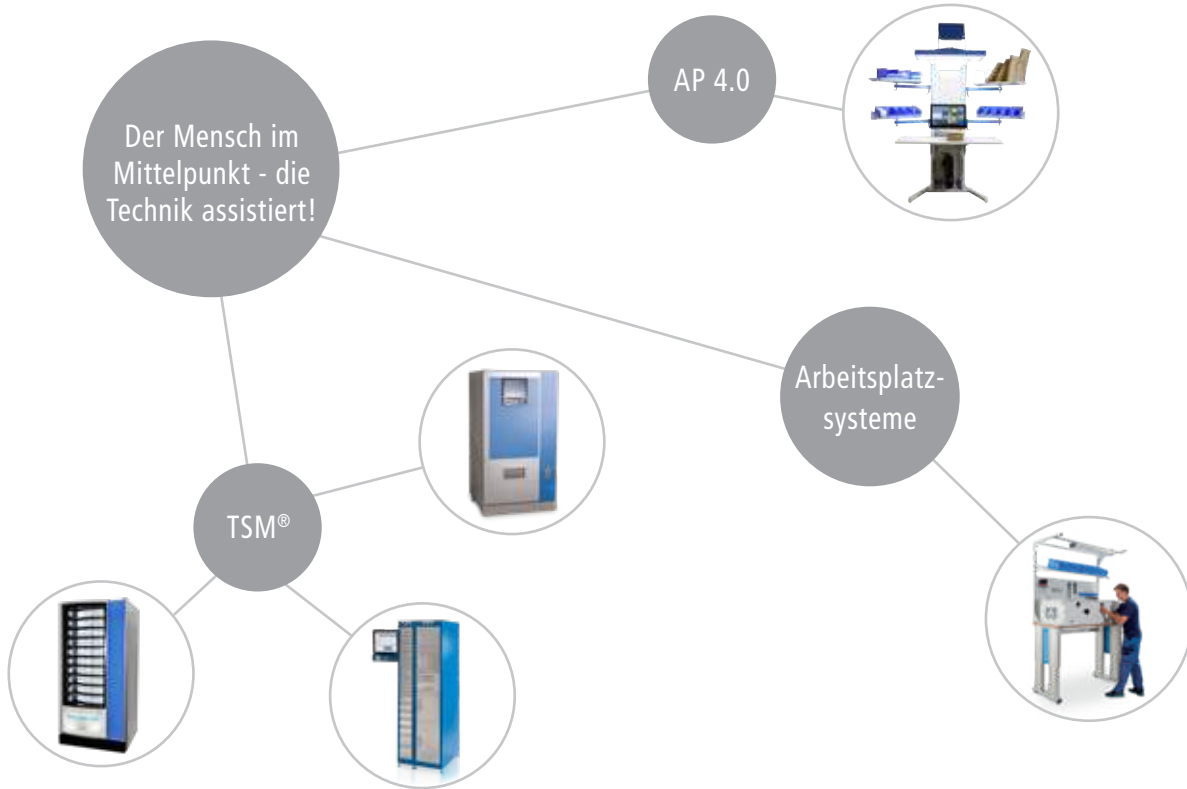 Der Mensch im
Mittelpunkt - die
Technik assistiert!
AP 4.0
Arbeitsplatz-
systeme
TSM®